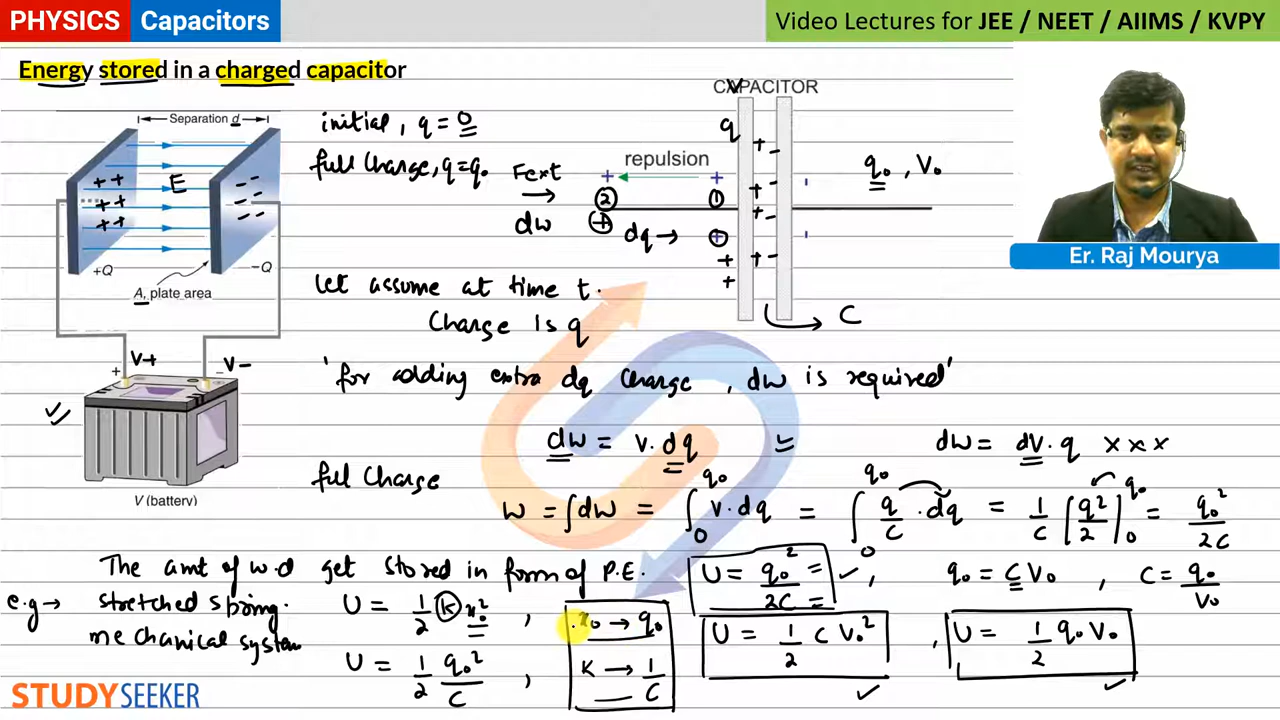 PHYSICS Capacitors
Video Lectures for JEE / NEET / AIIMS / KVPY
Energy stored in a charged capacitor
Separation d
E
+Q
-Q
A, plate area
V+
V-
+
-
V (battery)
initial, q = 0
full charge, q=q₀
Fext
dw
CAPACITOR
V
q
repulsion
q₀, V₀
2
1
dq →
C
Er. Raj Mourya
let assume at time t.
Charge is q
'for adding extra dq charge, dw is required'
dw = v.dq
dw = dV.q xxx
full charge
w = ∫dw = ∫₀^q₀ v.dq = ∫₀^q₀ q/C .dq = 1/C [q²/2]₀^q₀ = q₀²/2C
The amt of w.d get stored in form of P.E. U = q₀²/2C ✓, q₀ = CV₀, C = q₀/V₀
e.g → stretched string. U = 1/2 k x₀², x₀ → q₀ U = 1/2 CV₀², U = 1/2 q₀V₀
mechanical system
U = 1/2 q₀²/C, K → 1/C
STUDYSEEKER